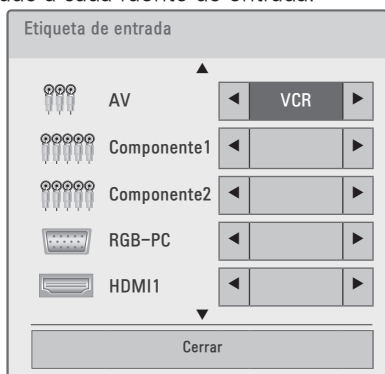 Etiqueta de entrada
AV
VCR
Componente1
Componente2
RGB-PC
HDMI1
Cerrar